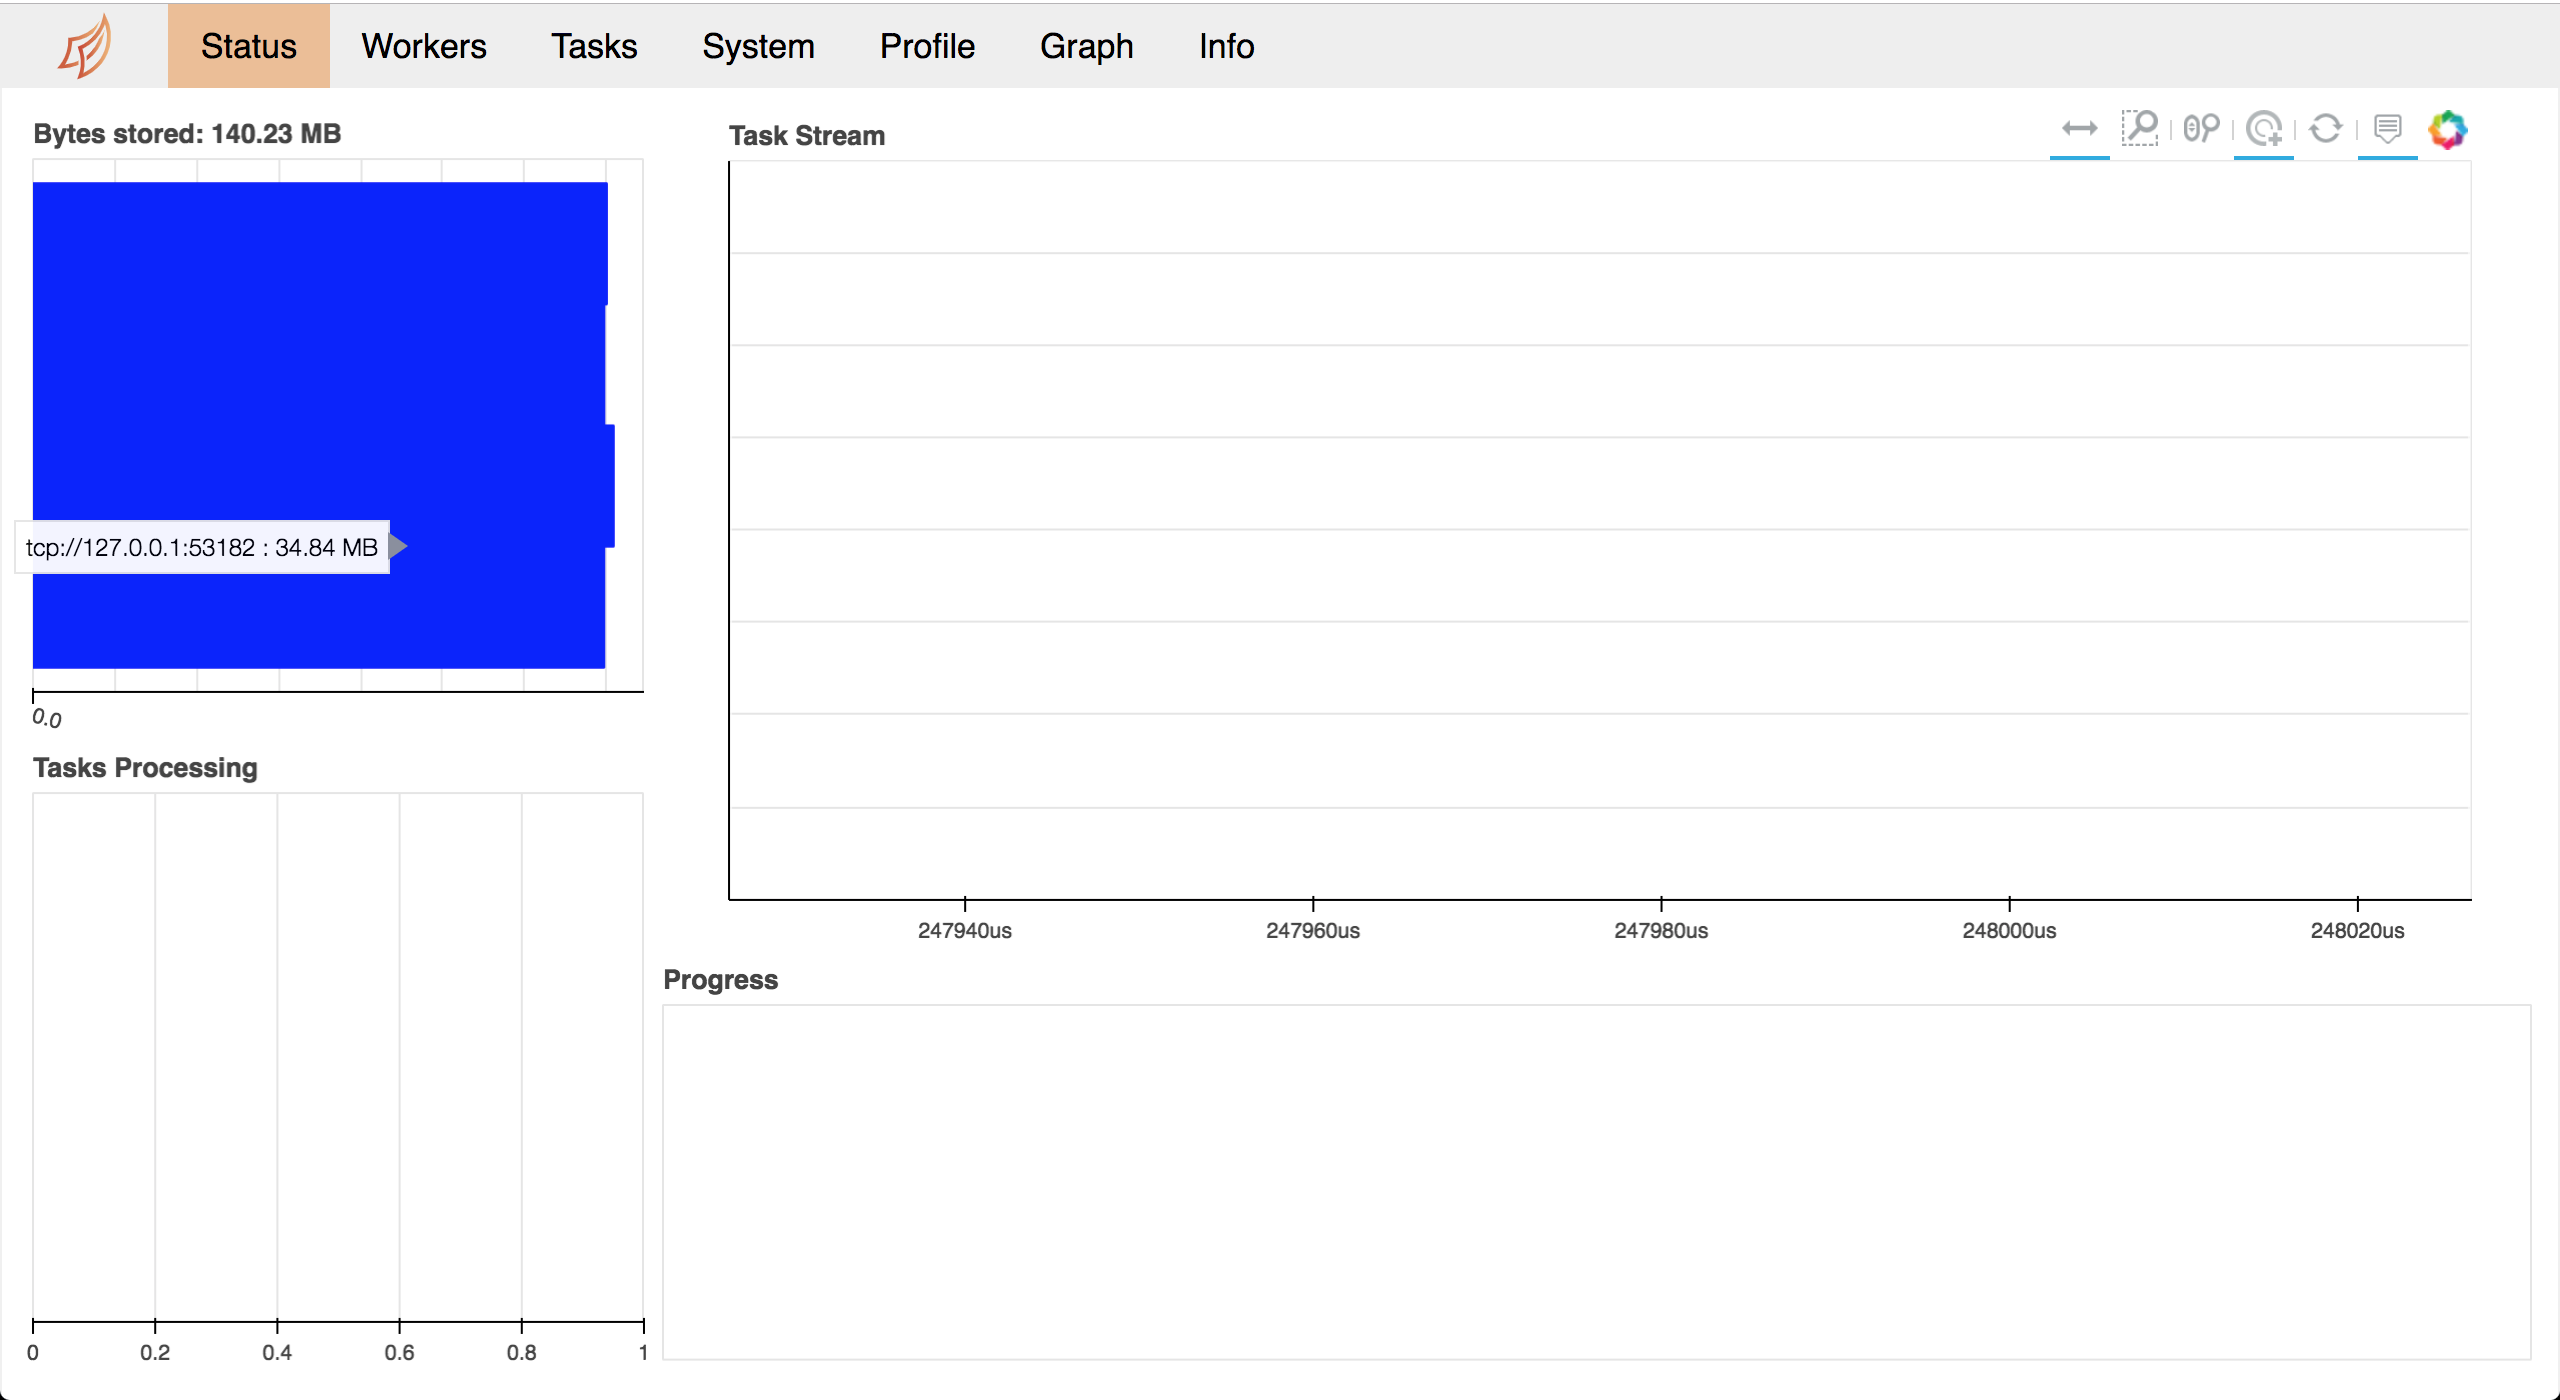 Status Workers Tasks System Profile Graph Info
Bytes stored: 140.23 MB
tcp://127.0.0.1:53182 : 34.84 MB
0.0
Tasks Processing
0 0.2 0.4 0.6 0.8 1
Task Stream
247940us 247960us 247980us 248000us 248020us
Progress